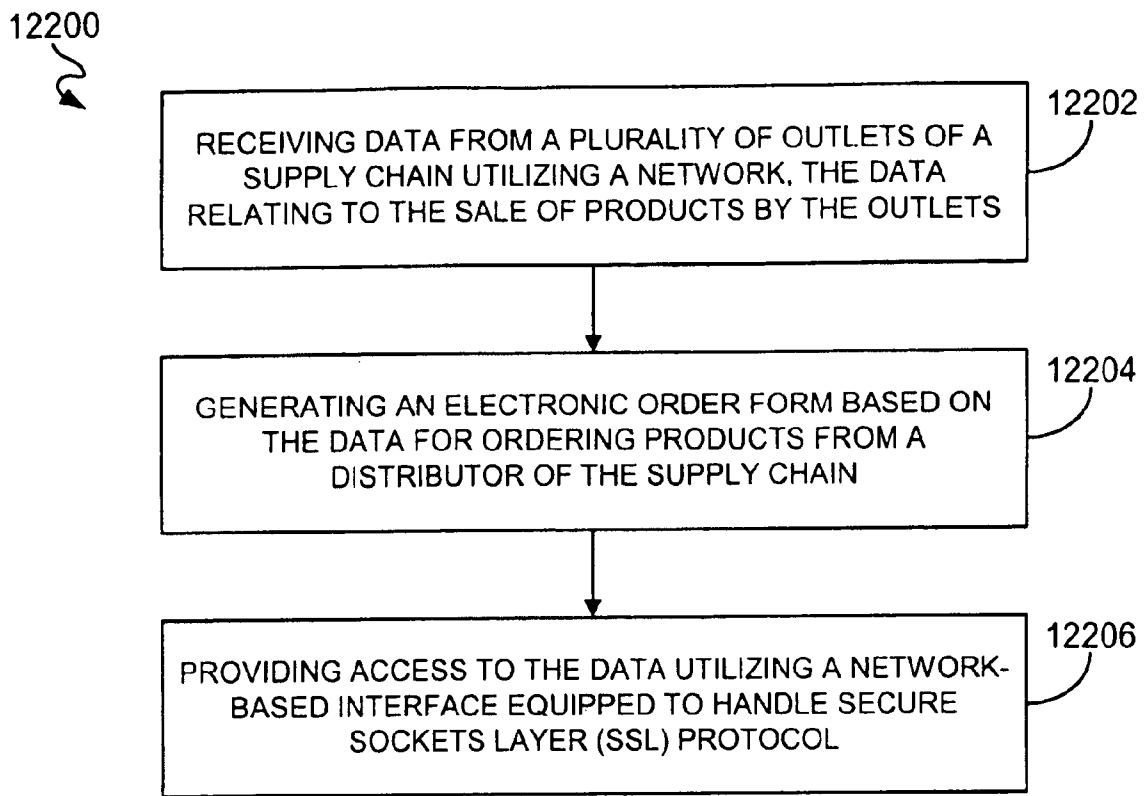 12200
12202
RECEIVING DATA FROM A PLURALITY OF OUTLETS OF A
SUPPLY CHAIN UTILIZING A NETWORK, THE DATA
RELATING TO THE SALE OF PRODUCTS BY THE OUTLETS
12204
GENERATING AN ELECTRONIC ORDER FORM BASED ON
THE DATA FOR ORDERING PRODUCTS FROM A
DISTRIBUTOR OF THE SUPPLY CHAIN
12206
PROVIDING ACCESS TO THE DATA UTILIZING A NETWORK-
BASED INTERFACE EQUIPPED TO HANDLE SECURE
SOCKETS LAYER (SSL) PROTOCOL